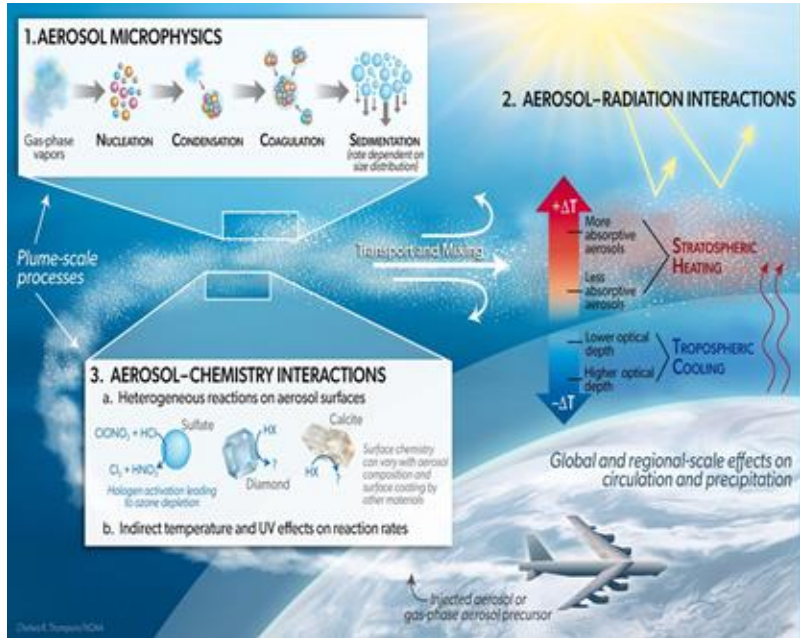 1. AEROSOL MICROPHYSICS
Gas-phase
vapors
NUCLEATION
CONDENSATION
COAGULATION
SEDIMENTATION
(rate dependent on
size distribution)
2. AEROSOL–RADIATION INTERACTIONS
Plume-scale
processes
Transport and Mixing
+ΔT
More
absorptive
aerosols
Less
absorptive
aerosols
STRATOSPHERIC
HEATING
Lower optical
depth
Higher optical
depth
TROPOSPHERIC
COOLING
−ΔT
3. AEROSOL–CHEMISTRY INTERACTIONS
a. Heterogeneous reactions on aerosol surfaces
ClONO₂ + HCl
Sulfate
Cl₂ + HNO₃
Halogen activation leading
to ozone depletion
HX
?
Diamond
Calcite
HX
?
Surface chemistry
can vary with aerosol
composition and
surface coating by
other materials
b. Indirect temperature and UV effects on reaction rates
Global and regional-scale effects on
circulation and precipitation
Injected aerosol or
gas-phase aerosol precursor
Chelsea R. Thompson/NOAA